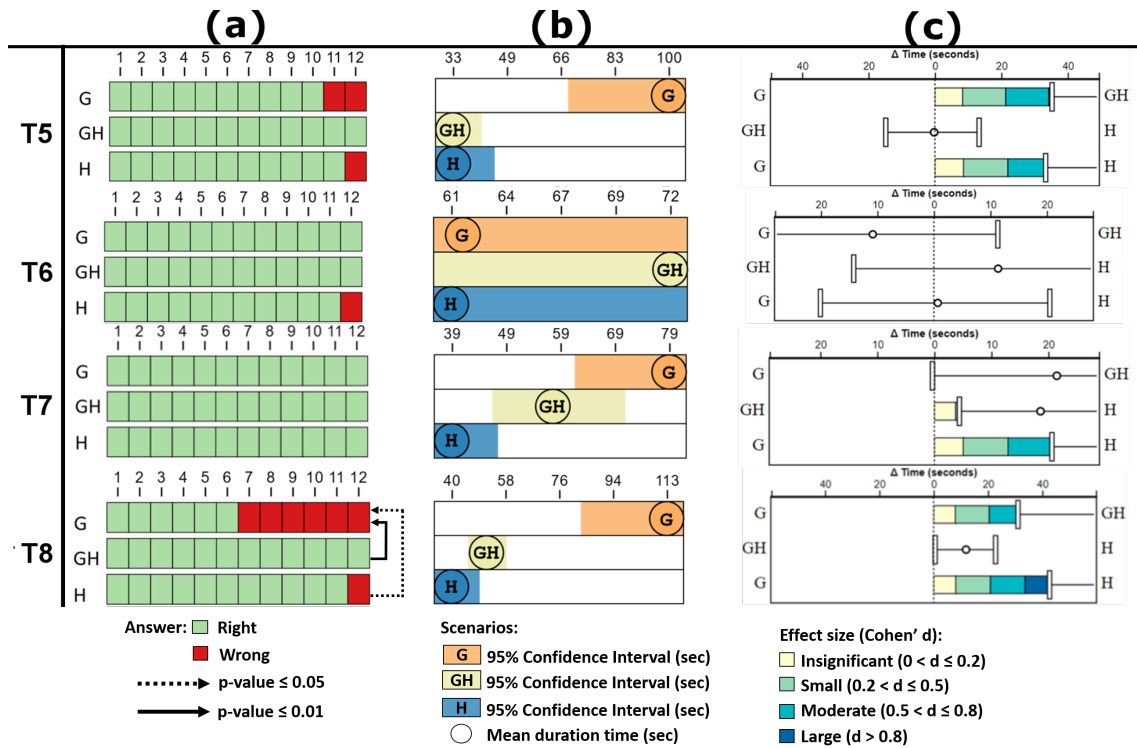 (a) (b) (c)
T5
1 2 3 4 5 6 7 8 9 10 11 12
G
GH
H
33 49 66 83 100
G
GH
H
Δ Time (seconds)
40 20 0 20 40
G GH
GH H
G H
T6
1 2 3 4 5 6 7 8 9 10 11 12
G
GH
H
61 64 67 69 72
G
GH
H
20 10 0 10 20
G GH
GH H
G H
Δ Time (seconds)
T7
1 2 3 4 5 6 7 8 9 10 11 12
G
GH
H
39 49 59 69 79
G
GH
H
20 10 0 10 20
G GH
GH H
G H
Δ Time (seconds)
T8
1 2 3 4 5 6 7 8 9 10 11 12
G
GH
H
40 58 76 94 113
G
GH
H
40 20 0 20 40
G GH
GH H
G H
Answer: Right
Wrong
p-value ≤ 0.05
p-value ≤ 0.01
Scenarios:
G 95% Confidence Interval (sec)
GH 95% Confidence Interval (sec)
H 95% Confidence Interval (sec)
Mean duration time (sec)
Effect size (Cohen' d):
Insignificant (0 < d ≤ 0.2)
Small (0.2 < d ≤ 0.5)
Moderate (0.5 < d ≤ 0.8)
Large (d > 0.8)